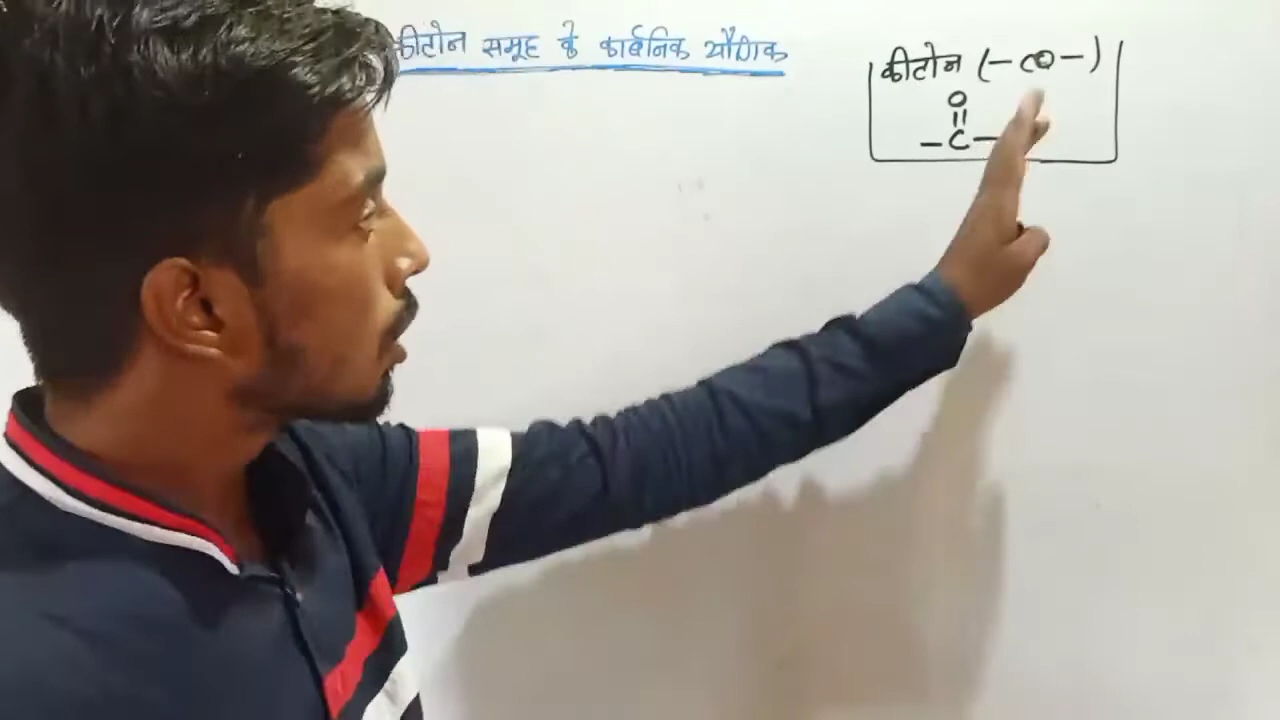 कीटोन समूह के कार्बनिक यौगिक
कीटोन (-co-)
O
||
-C-